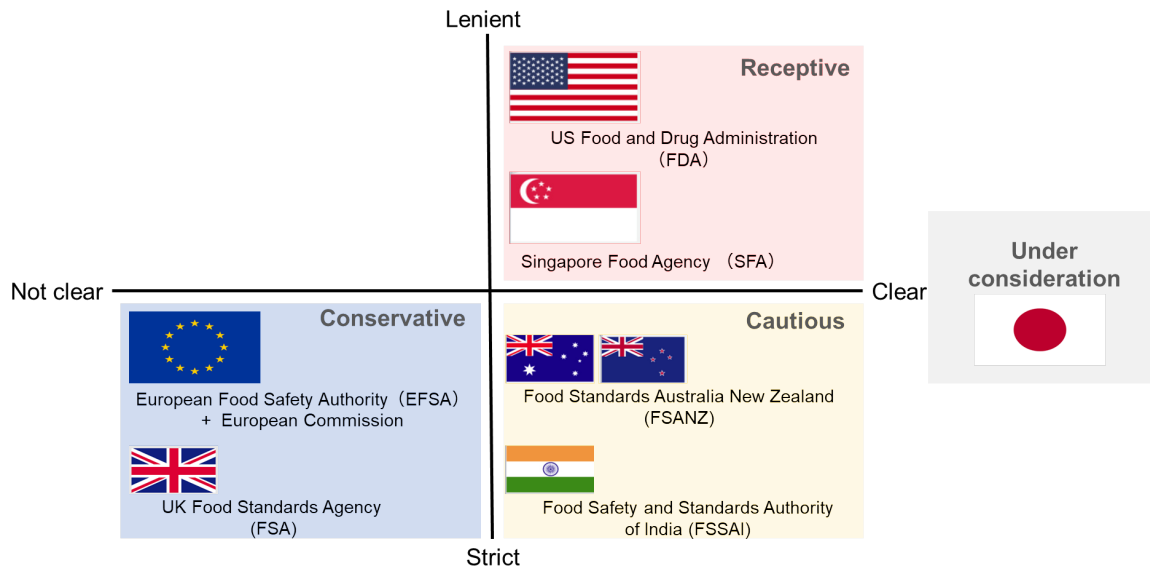 Lenient
Receptive
US Food and Drug Administration
（FDA）
Singapore Food Agency （SFA）
Not clear
Clear
Under
consideration
Conservative
European Food Safety Authority（EFSA）
+ European Commission
UK Food Standards Agency
(FSA)
Cautious
Food Standards Australia New Zealand
(FSANZ)
Food Safety and Standards Authority
of India (FSSAI)
Strict